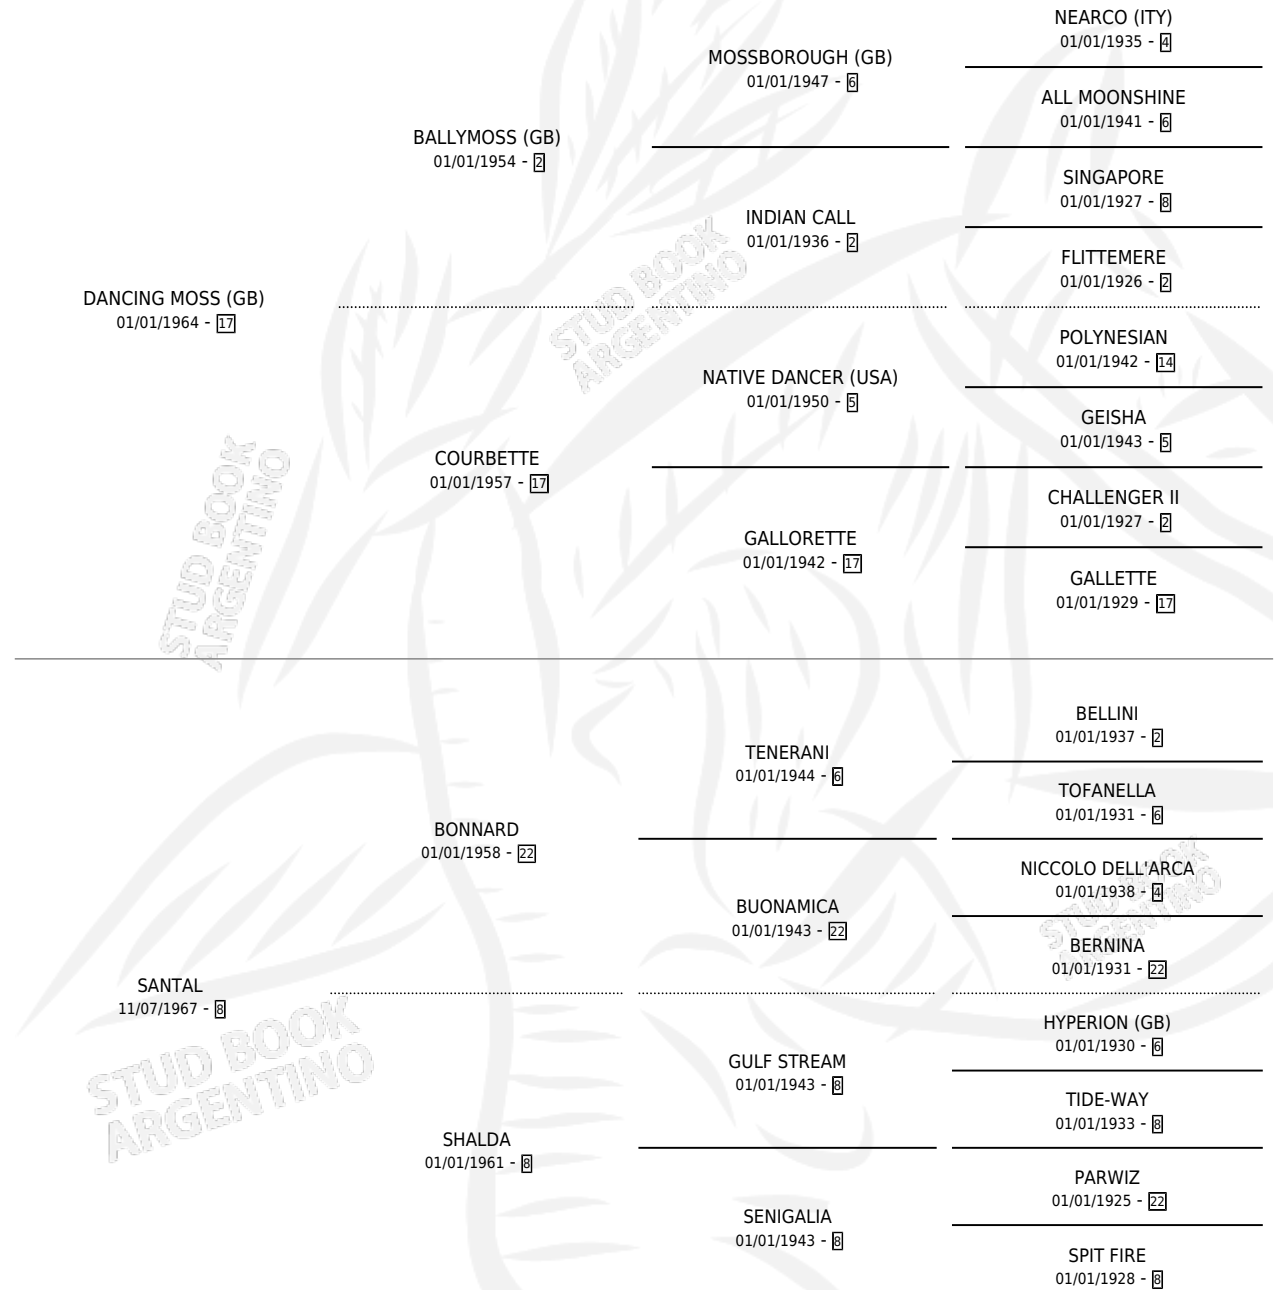 NEARCO (ITY)
01/01/1935 - 4
MOSSBOROUGH (GB)
01/01/1947 - 6
ALL MOONSHINE
01/01/1941 - 6
BALLYMOSS (GB)
01/01/1954 - 2
SINGAPORE
01/01/1927 - 8
INDIAN CALL
01/01/1936 - 2
FLITTEMERE
01/01/1926 - 2
DANCING MOSS (GB)
01/01/1964 - 17
POLYNESIAN
01/01/1942 - 14
NATIVE DANCER (USA)
01/01/1950 - 5
GEISHA
01/01/1943 - 5
COURBETTE
01/01/1957 - 17
CHALLENGER II
01/01/1927 - 2
GALLORETTE
01/01/1942 - 17
GALLETTE
01/01/1929 - 17
STUD BOOK
ARGENTINO
STUD BOOK
ARGENTINO
BELLINI
01/01/1937 - 2
TENERANI
01/01/1944 - 6
TOFANELLA
01/01/1931 - 6
BONNARD
01/01/1958 - 22
NICCOLO DELL'ARCA
01/01/1938 - 4
BUONAMICA
01/01/1943 - 22
BERNINA
01/01/1931 - 22
STUD BOOK
ARGENTINO
SANTAL
11/07/1967 - 8
HYPERION (GB)
01/01/1930 - 6
GULF STREAM
01/01/1943 - 8
TIDE-WAY
01/01/1933 - 8
SHALDA
01/01/1961 - 8
PARWIZ
01/01/1925 - 22
SENIGALIA
01/01/1943 - 8
SPIT FIRE
01/01/1928 - 8
STUD BOOK
ARGENTINO